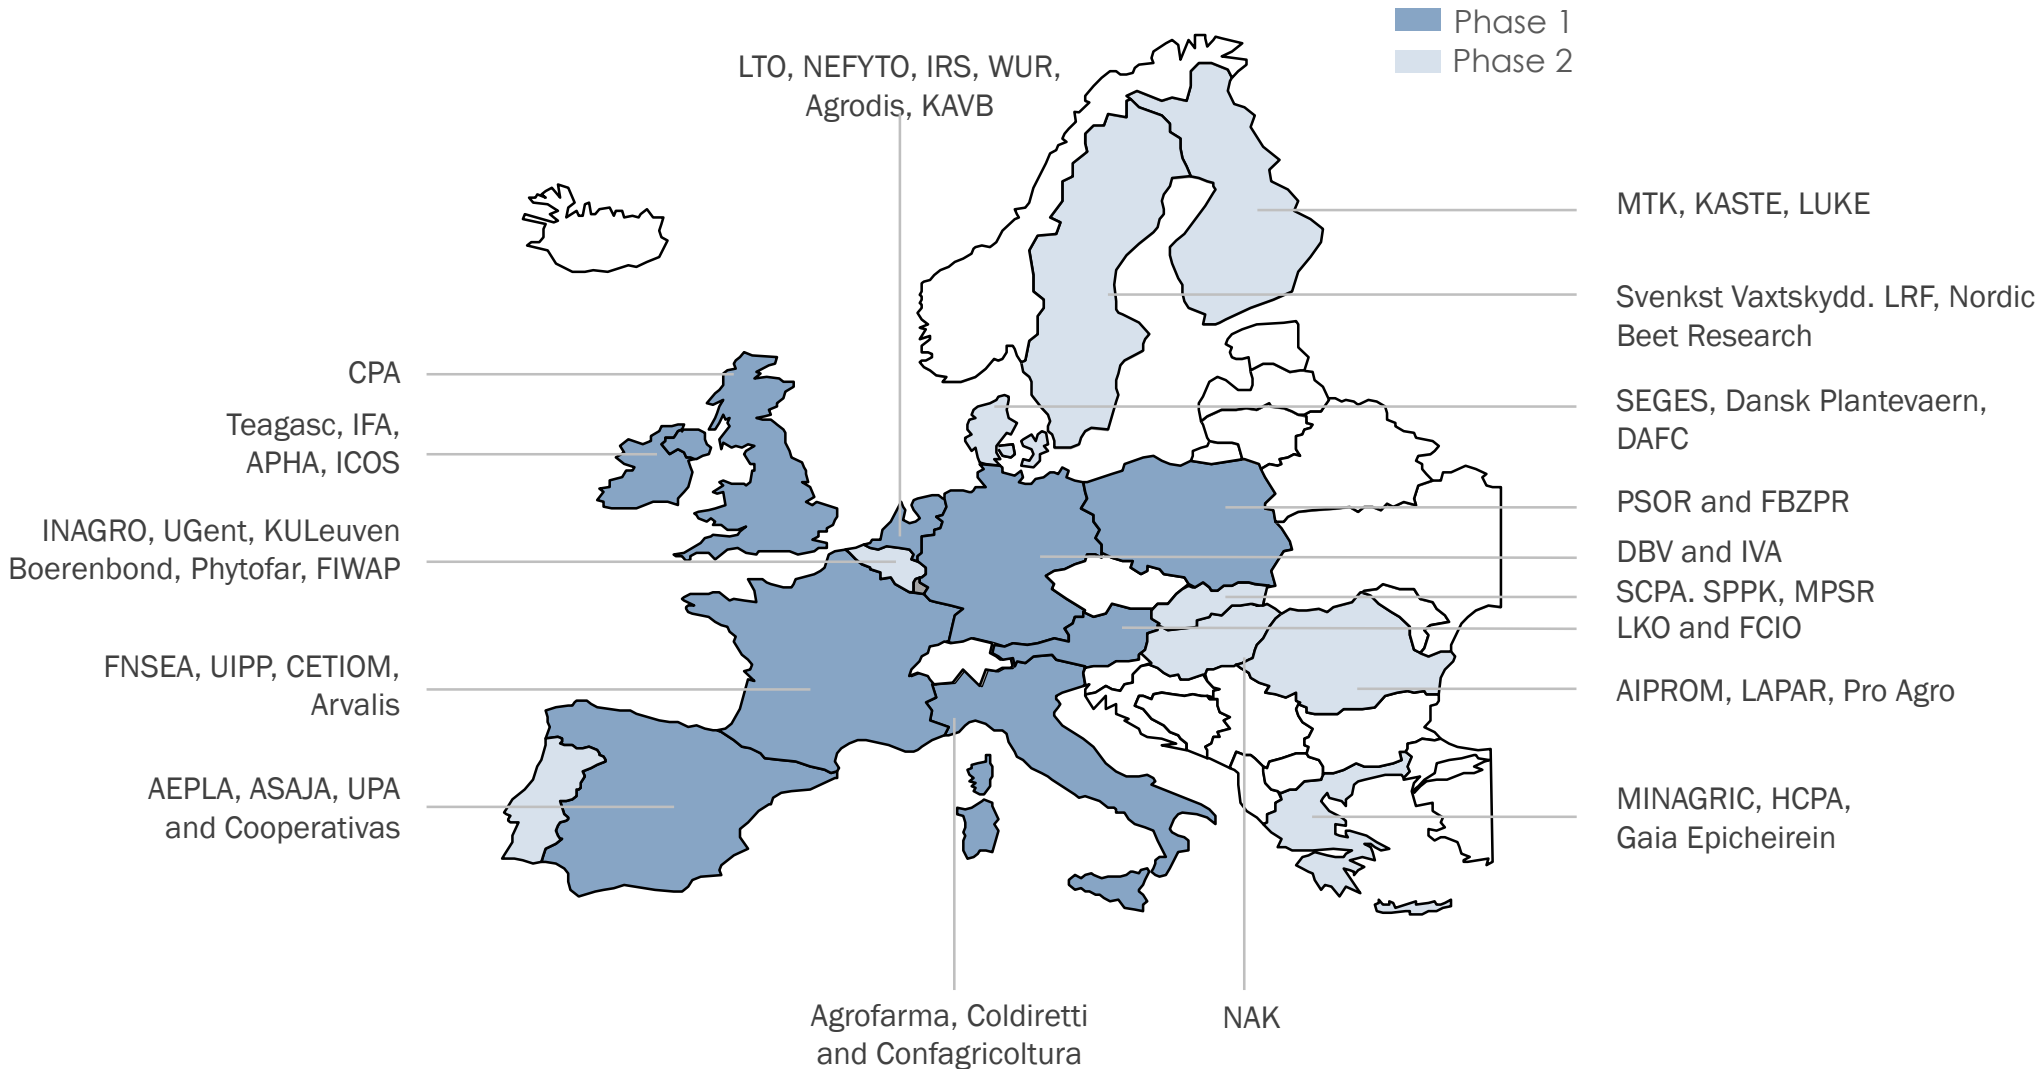 Phase 1
Phase 2
LTO, NEFYTO, IRS, WUR,
Agrodis, KAVB
CPA
Teagasc, IFA,
APHA, ICOS
INAGRO, UGent, KULeuven
Boerenbond, Phytofar, FIWAP
FNSEA, UIPP, CETIOM,
Arvalis
AEPLA, ASAJA, UPA
and Cooperativas
MTK, KASTE, LUKE
Svenkst Vaxtskydd. LRF, Nordic
Beet Research
SEGES, Dansk Plantevaern,
DAFC
PSOR and FBZPR
DBV and IVA
SCPA. SPPK, MPSR
LKO and FCIO
AIPROM, LAPAR, Pro Agro
MINAGRIC, HCPA,
Gaia Epicheirein
Agrofarma, Coldiretti
and Confagricoltura
NAK